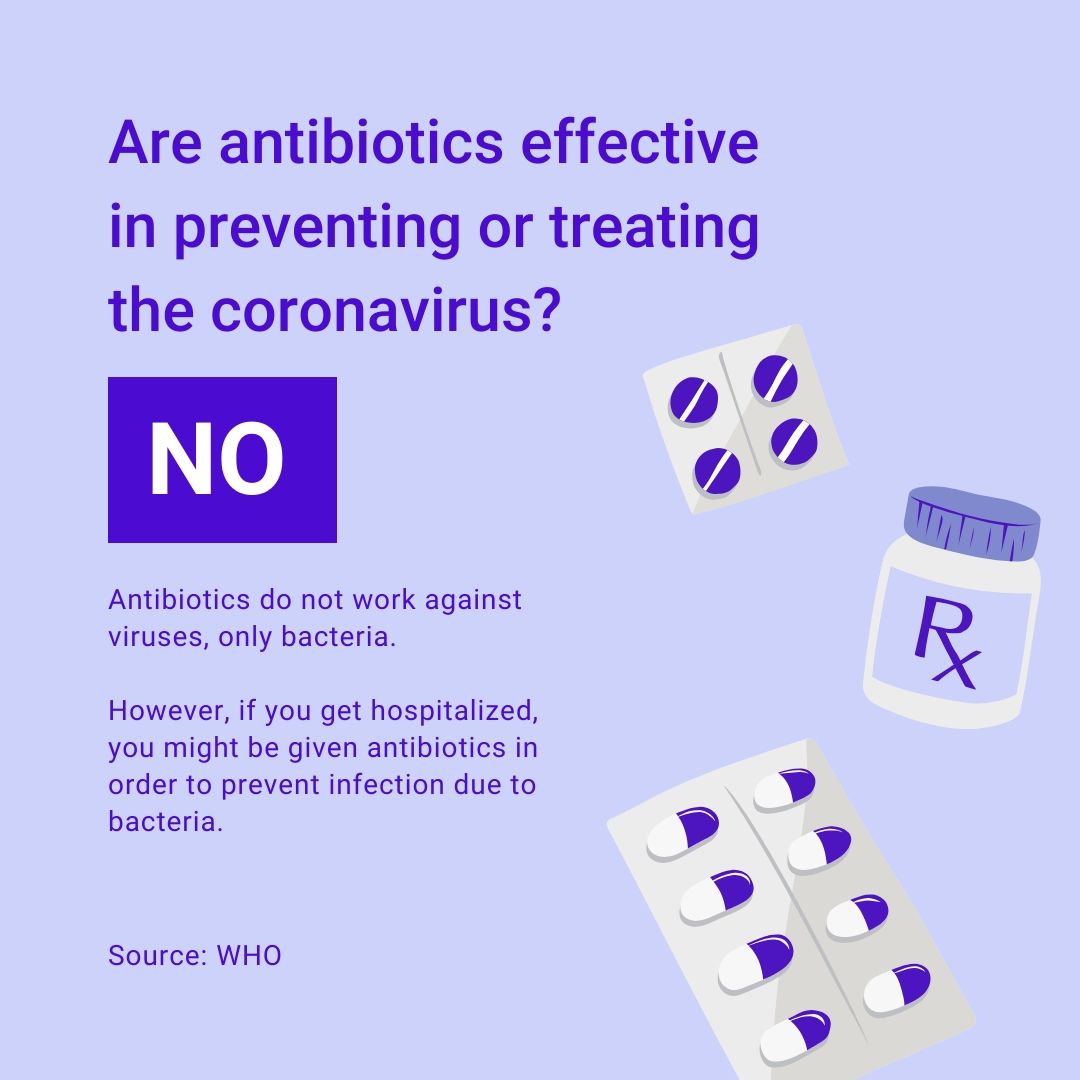 Are antibiotics effective
in preventing or treating
the coronavirus?
NO
Antibiotics do not work against
viruses, only bacteria.
However, if you get hospitalized,
you might be given antibiotics in
order to prevent infection due to
bacteria.
Rx
Source: WHO